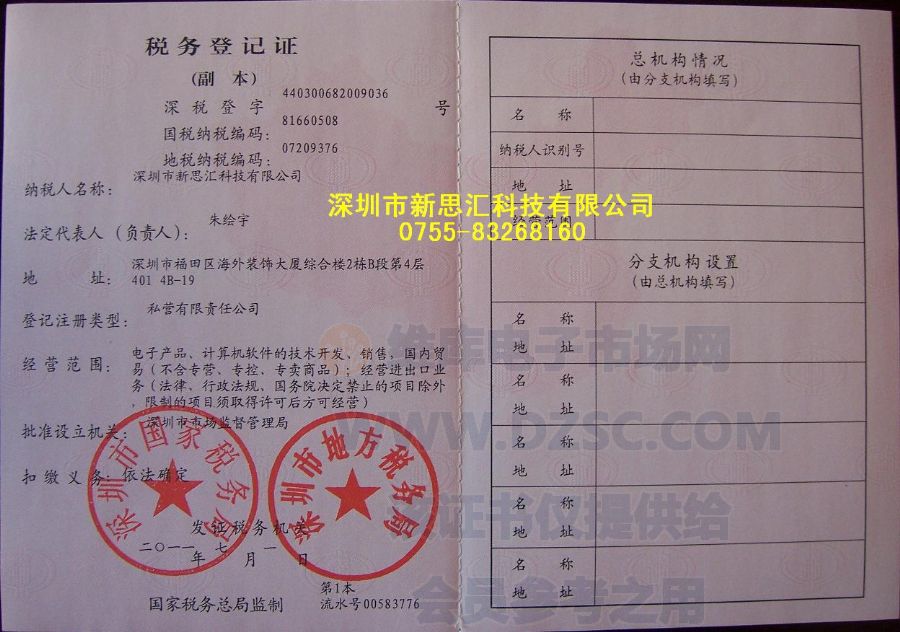 税务登记证
(副 本)
深税登字 440300682009036 号
国税纳税编码: 81660508
地税纳税编码: 07209376
纳税人名称: 深圳市新思汇科技有限公司
法定代表人(负责人): 朱绘宇
地 址: 深圳市福田区海外装饰大厦综合楼2栋B段第4层
401 4B-19
登记注册类型: 私营有限责任公司
经营范围: 电子产品、计算机软件的技术开发、销售,国内贸
易(不含专营、专控、专卖商品);经营进出口业
务(法律、行政法规、国务院决定禁止的项目除外
,限制的项目须取得许可后方可经营)
批准设立机关: 深圳市市场监督管理局
扣缴义务: 依法确定
深圳市国家税务局
深圳市地方税务局
发证税务机关
二〇一一年 七月 一日
第1本
国家税务总局监制 流水号00583776
总机构情况
(由分支机构填写)
名 称
纳税人识别号
地 址
经营范围
深圳市新思汇科技有限公司
0755-83268160
分支机构设置
(由总机构填写)
名 称
地 址
名 称
地 址
名 称
地 址
名 称
地 址
名 称
地 址
维库电子市场网
WWW.DZSC.COM
证书仅提供给
会员参考之用